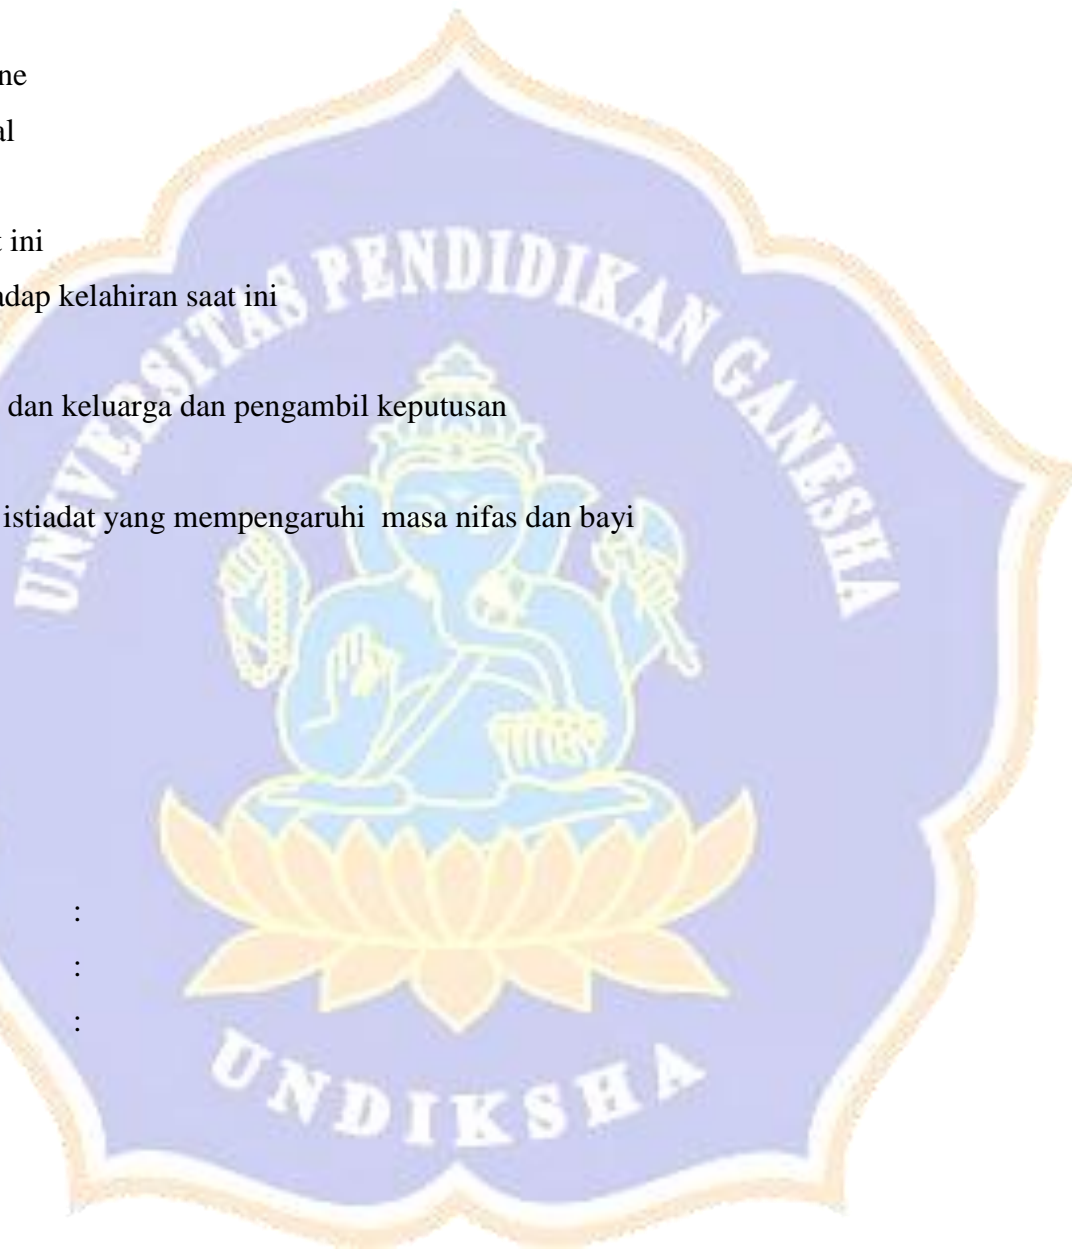 ne
al
t ini
adap kelahiran saat ini
dan keluarga dan pengambil keputusan
istiadat yang mempengaruhi masa nifas dan bayi
:
:
:
UNIVERSITAS PENDIDIKAN GANESHA
UNDIKSHA